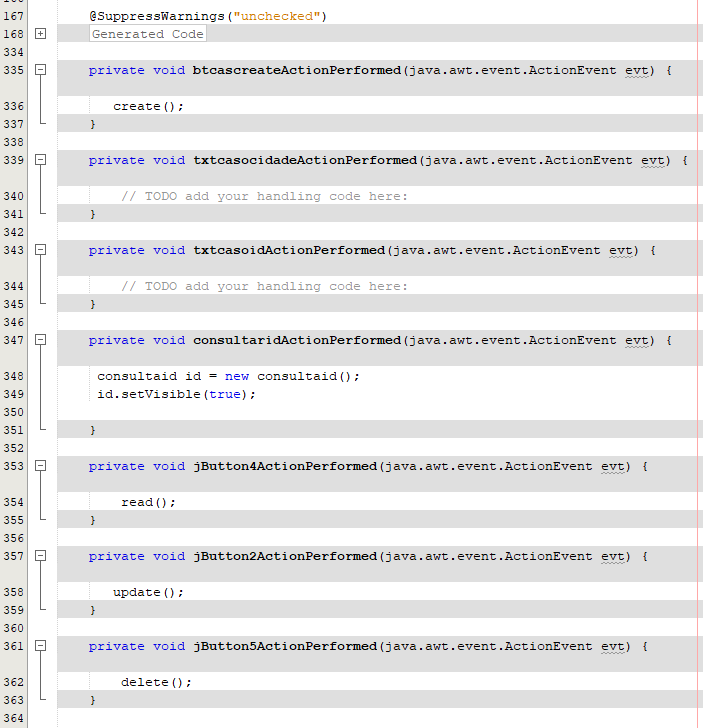 167 @SuppressWarnings("unchecked")
168 Generated Code
334
335 private void btcascreateActionPerformed(java.awt.event.ActionEvent evt) {
336 create();
337 }
338
339 private void txtcasocidadeActionPerformed(java.awt.event.ActionEvent evt) {
340 // TODO add your handling code here:
341 }
342
343 private void txtcasoidActionPerformed(java.awt.event.ActionEvent evt) {
344 // TODO add your handling code here:
345 }
346
347 private void consultaridActionPerformed(java.awt.event.ActionEvent evt) {
348 consultaid id = new consultaid();
349 id.setVisible(true);
350
351 }
352
353 private void jButton4ActionPerformed(java.awt.event.ActionEvent evt) {
354 read();
355 }
356
357 private void jButton2ActionPerformed(java.awt.event.ActionEvent evt) {
358 update();
359 }
360
361 private void jButton5ActionPerformed(java.awt.event.ActionEvent evt) {
362 delete();
363 }
364